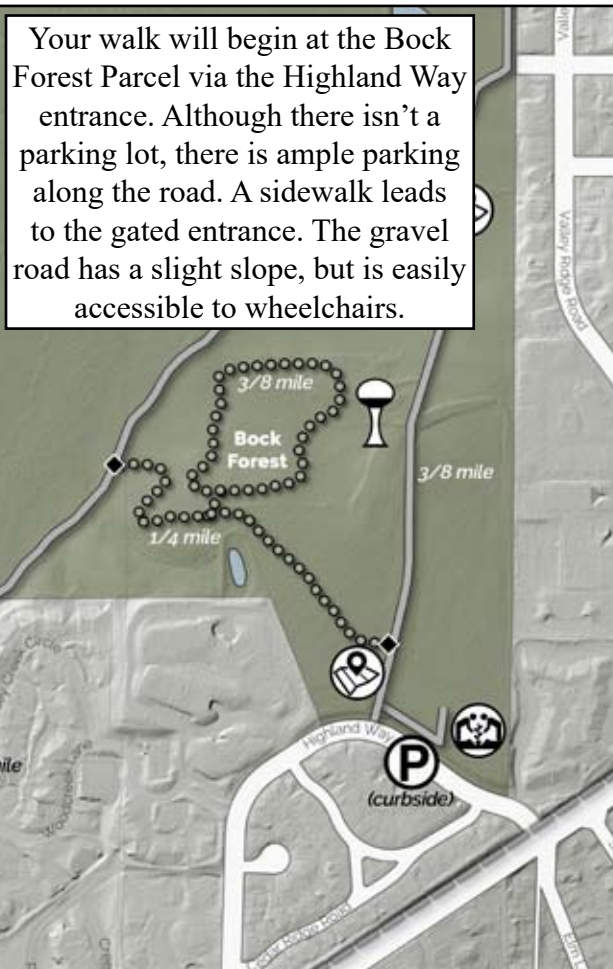 Your walk will begin at the Bock
Forest Parcel via the Highland Way
entrance. Although there isn’t a
parking lot, there is ample parking
along the road. A sidewalk leads
to the gated entrance. The gravel
road has a slight slope, but is easily
accessible to wheelchairs.
Valley Ridge Road
3/8 mile
Bock
Forest
3/8 mile
1/4 mile
Highland Way
P
(curbside)